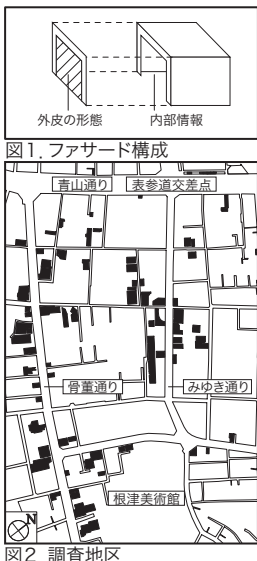 外皮の形態 内部情報
図1. ファサード構成
青山通り 表参道交差点
骨董通り みゆき通り
根津美術館
N
図2 調査地区